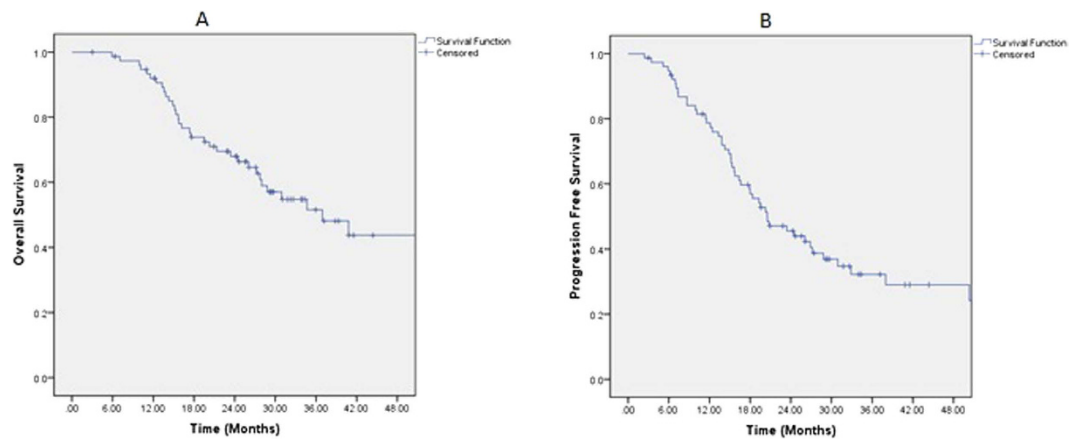 A
Survival Function
Censored
1.0
0.8
0.6
0.4
0.2
0.0
Overall Survival
.00 6.00 12.00 18.00 24.00 30.00 36.00 42.00 48.00
Time (Months)
B
Survival Function
Censored
1.0
0.8
0.6
0.4
0.2
0.0
Progression Free Survival
.00 6.00 12.00 18.00 24.00 30.00 36.00 42.00 48.00
Time (Months)